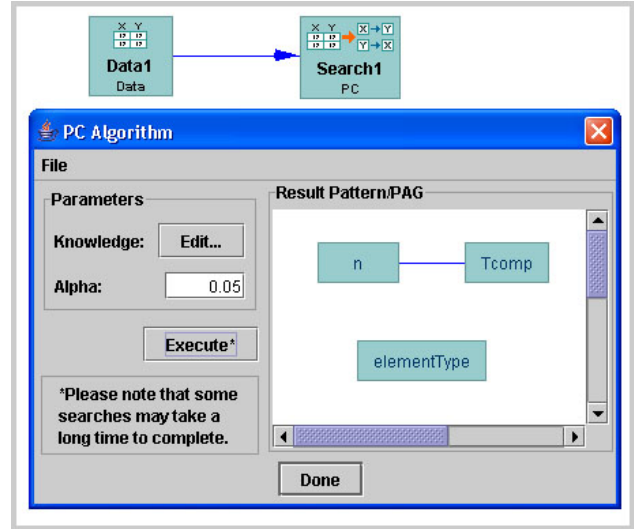 X Y
Data1
Data
X Y X Y
Y X
Search1
PC
PC Algorithm
File
Parameters
Knowledge: Edit...
Alpha: 0.05
Execute*
*Please note that some
searches may take a
long time to complete.
Result Pattern/PAG
n Tcomp
elementType
Done